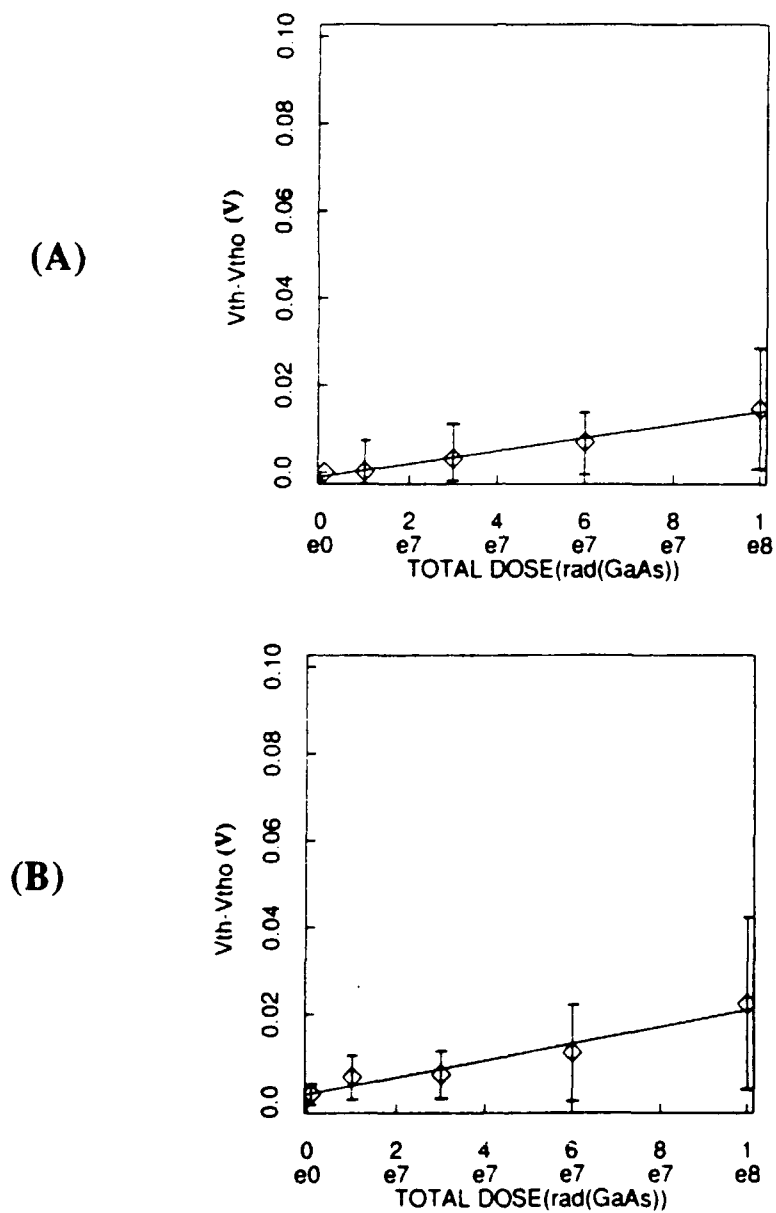 (A)
Vth-Vtho (V)
0.10
0.08
0.06
0.04
0.02
0.0
0 2 4 6 8 1
e0 e7 e7 e7 e7 e8
TOTAL DOSE(rad(GaAs))
(B)
Vth-Vtho (V)
0.10
0.08
0.06
0.04
0.02
0.0
0 2 4 6 8 1
e0 e7 e7 e7 e7 e8
TOTAL DOSE(rad(GaAs))